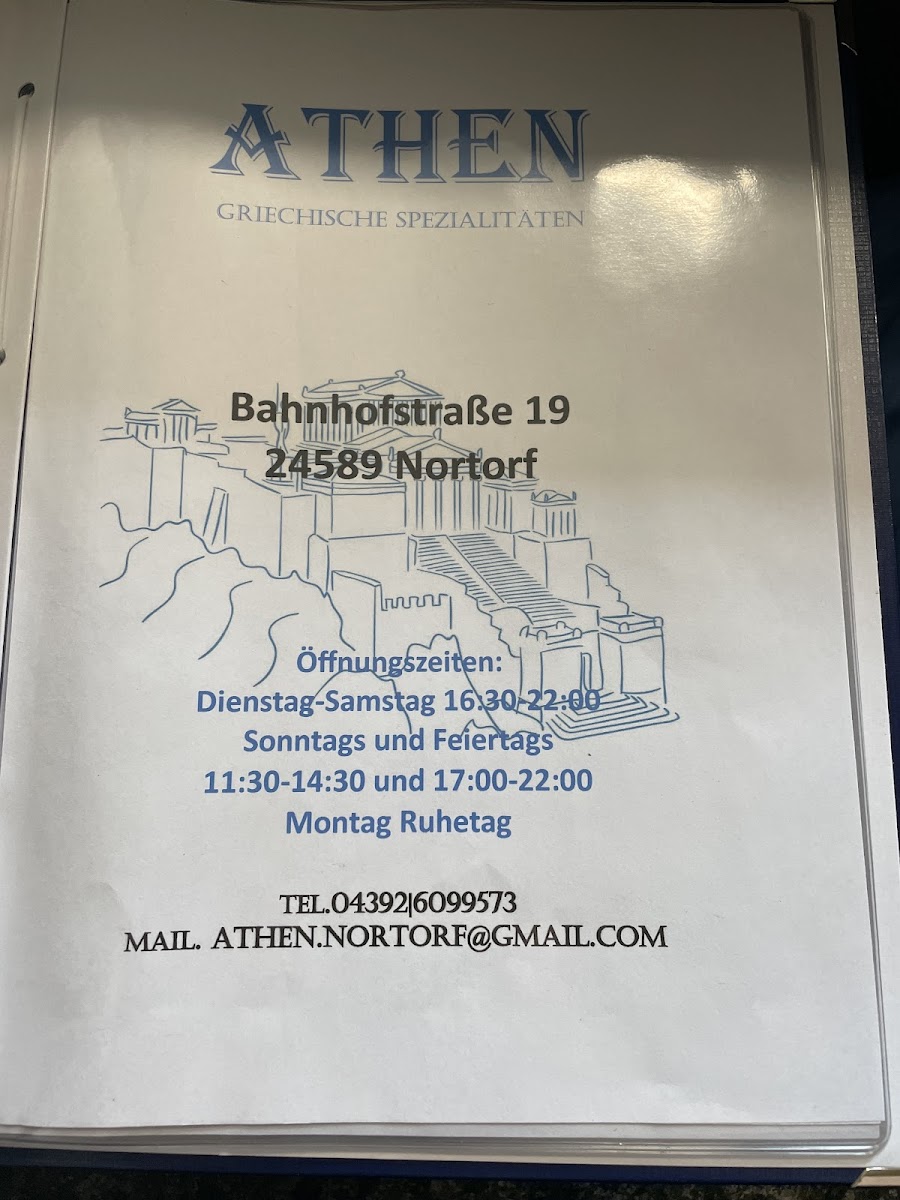 ATHEN
GRIECHISCHE SPEZIALITÄTEN
Bahnhofstraße 19
24589 Nortorf
Öffnungszeiten:
Dienstag-Samstag 16:30-22:00
Sonntags und Feiertags
11:30-14:30 und 17:00-22:00
Montag Ruhetag
TEL.04392|6099573
MAIL. ATHEN.NORTORF@GMAIL.COM